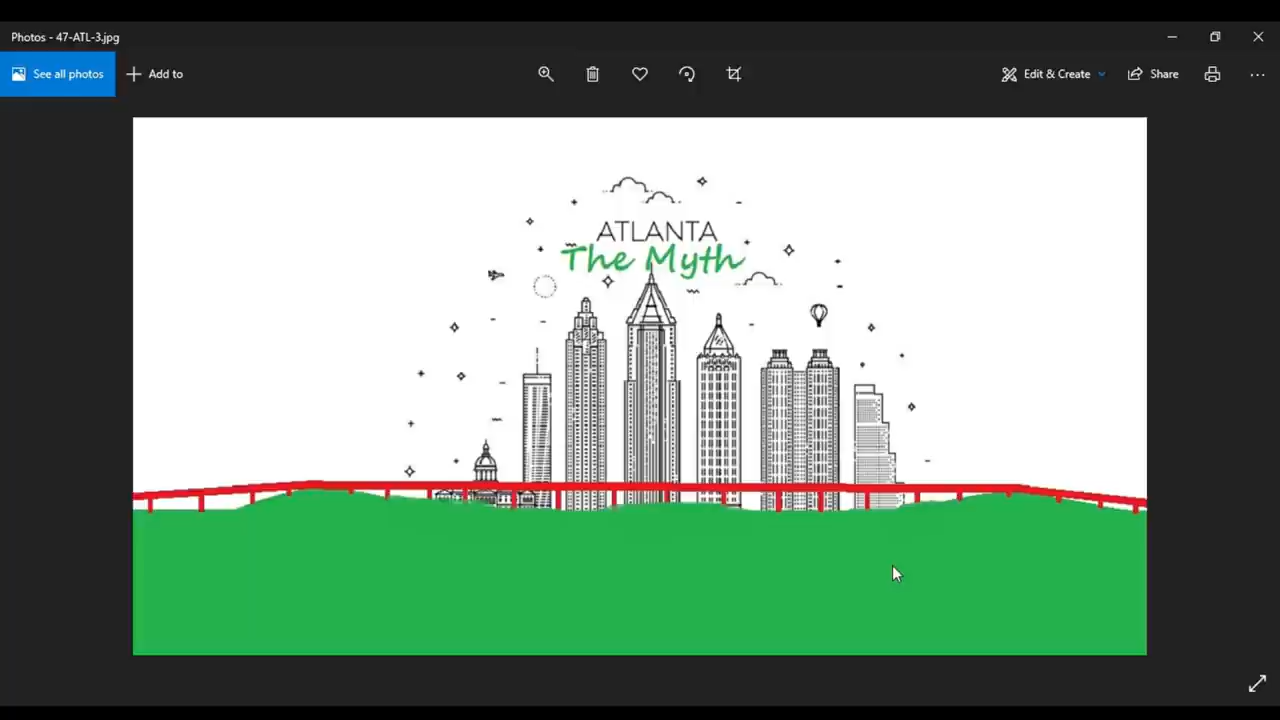 Photos - 47-ATL-3.jpg
See all photos
Add to
Edit & Create
Share
ATLANTA
The Myth